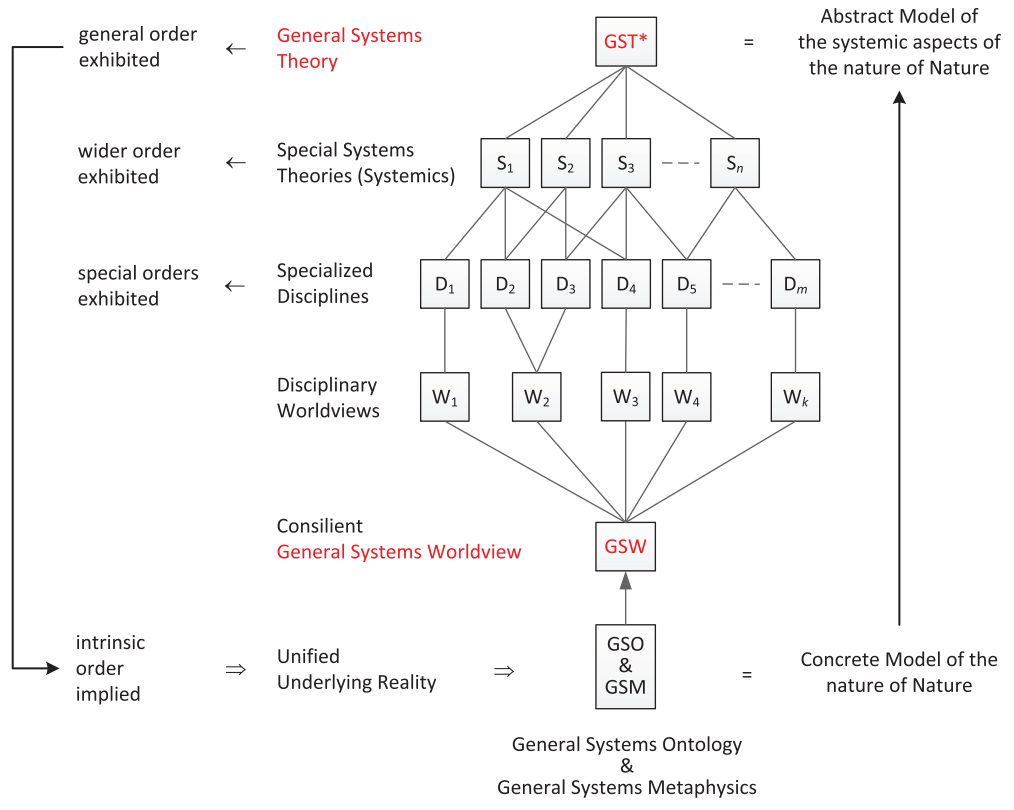 general order
exhibited
←
General Systems
Theory
GST*
=
Abstract Model of
the systemic aspects of
the nature of Nature
wider order
exhibited
←
Special Systems
Theories (Systemics)
S1
S2
S3
Sn
special orders
exhibited
←
Specialized
Disciplines
D1
D2
D3
D4
D5
Dm
Disciplinary
Worldviews
W1
W2
W3
W4
Wk
Consilient
General Systems Worldview
GSW
intrinsic
order
implied
⇒
Unified
Underlying Reality
⇒
GSO
&
GSM
=
Concrete Model of the
nature of Nature
General Systems Ontology
&
General Systems Metaphysics